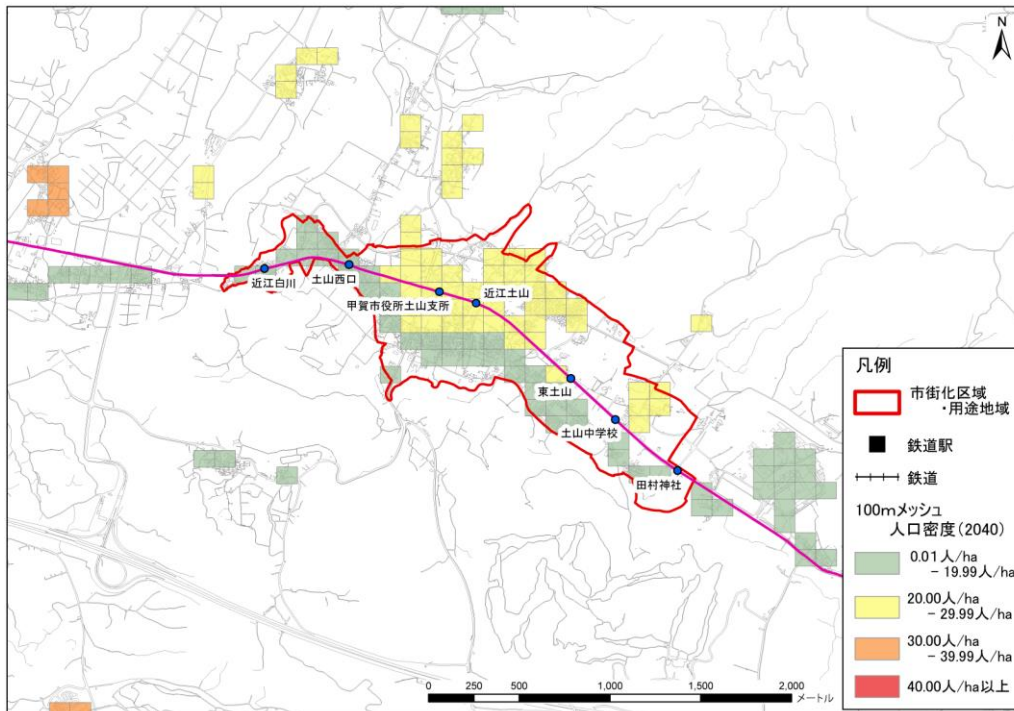 N
近江白川
土山西口
甲賀市役所土山支所
近江土山
東土山
土山中学校
田村神社
凡例
市街化区域
・用途地域
鉄道駅
鉄道
100mメッシュ
人口密度(2040)
0.01人/ha
- 19.99人/ha
20.00人/ha
- 29.99人/ha
30.00人/ha
- 39.99人/ha
40.00人/ha以上
0 250 500 1,000 1,500 2,000
メートル